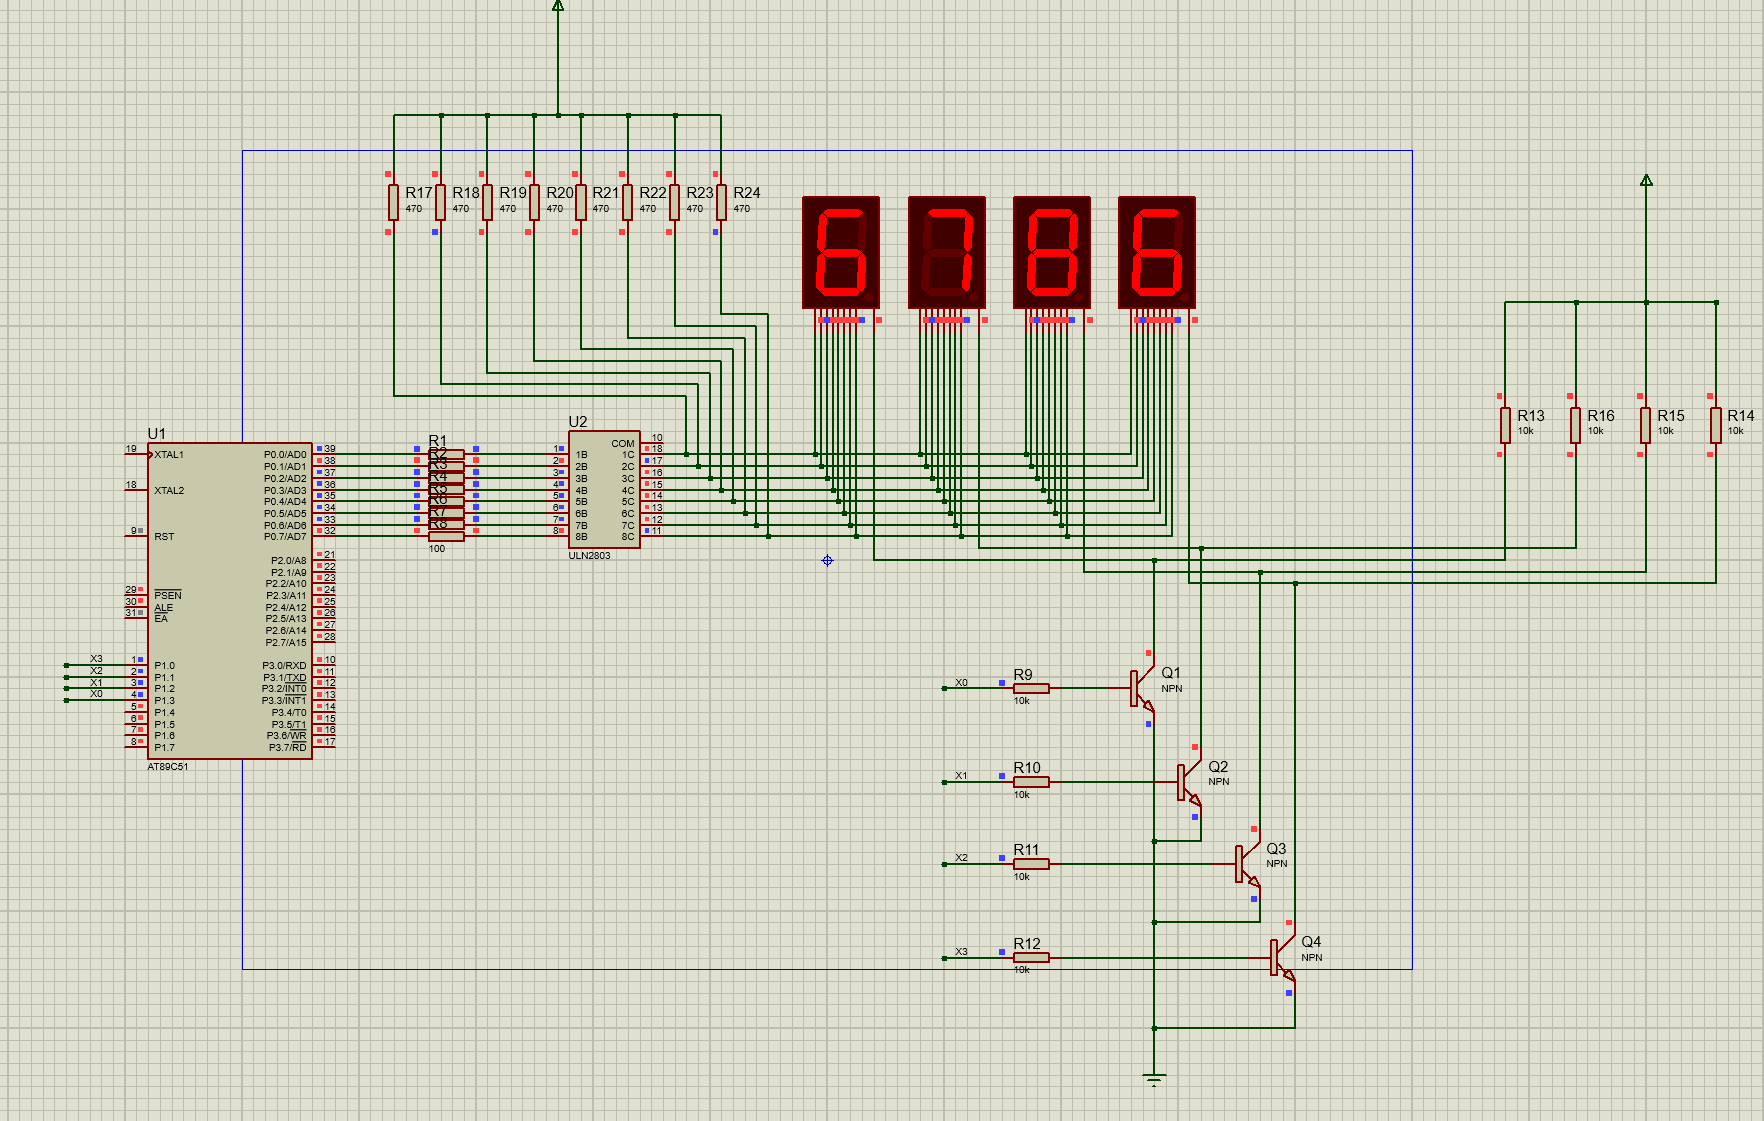 R17 R18 R19 R20 R21 R22 R23 R24
470 470 470 470 470 470 470 470
6 7 8 6
R13 R16 R15 R14
10k 10k 10k 10k
U1
19 XTAL1
18 XTAL2
9 RST
29 PSEN
30 ALE
31 EA
X3 1 P1.0
X2 2 P1.1
X1 3 P1.2
X0 4 P1.3
5 P1.4
6 P1.5
7 P1.6
8 P1.7
P0.0/AD0 39
P0.1/AD1 38
P0.2/AD2 37
P0.3/AD3 36
P0.4/AD4 35
P0.5/AD5 34
P0.6/AD6 33
P0.7/AD7 32
P2.0/A8 21
P2.1/A9 22
P2.2/A10 23
P2.3/A11 24
P2.4/A12 25
P2.5/A13 26
P2.6/A14 27
P2.7/A15 28
P3.0/RXD 10
P3.1/TXD 11
P3.2/INT0 12
P3.3/INT1 13
P3.4/T0 14
P3.5/T1 15
P3.6/WR 16
P3.7/RD 17
AT89C51
R1
R2
R3
R4
R5
R6
R7
R8
100
U2
COM 10
1 1B 1C 18
2 2B 2C 17
3 3B 3C 16
4 4B 4C 15
5 5B 5C 14
6 6B 6C 13
7 7B 7C 12
8 8B 8C 11
ULN2803
X0 R9 Q1
10k NPN
X1 R10 Q2
10k NPN
X2 R11 Q3
10k NPN
X3 R12 Q4
10k NPN